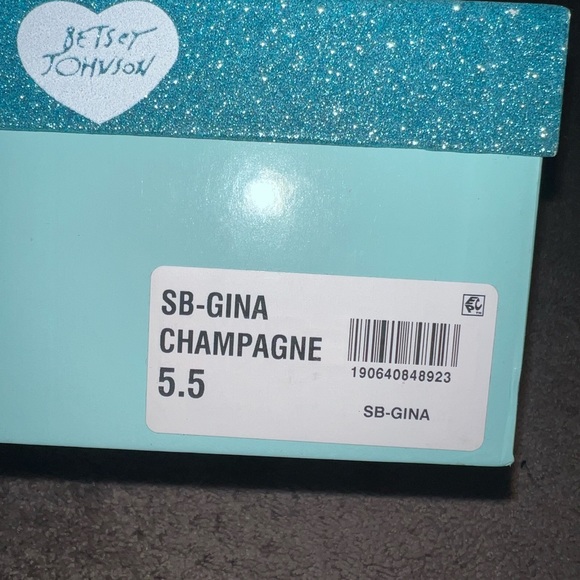 BETSEY
JOHNSON
SB-GINA
CHAMPAGNE
5.5
190640848923
SB-GINA